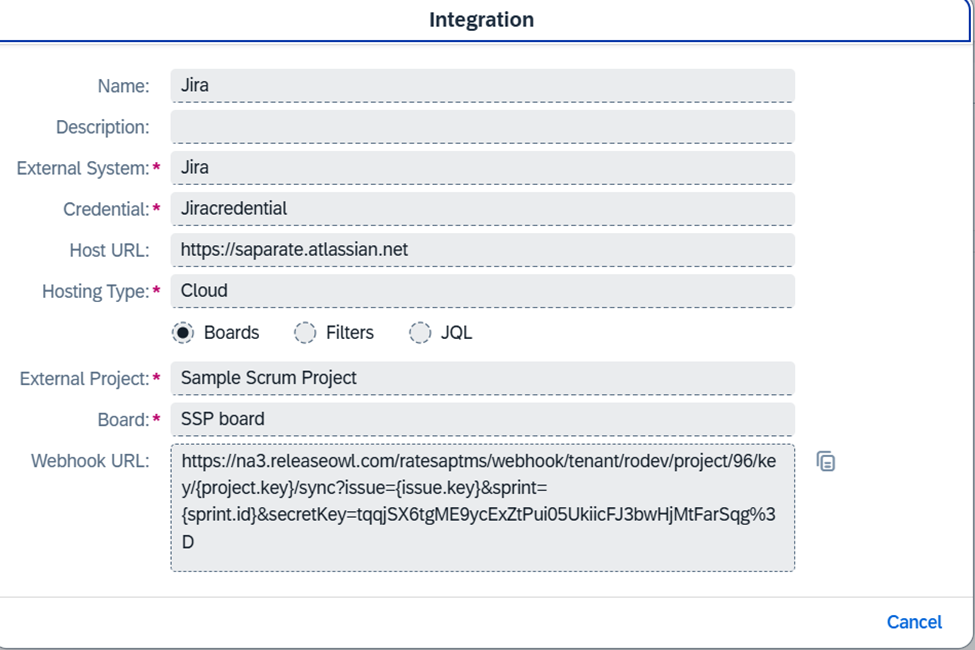 Integration
Name: Jira
Description:
External System:* Jira
Credential:* Jiracredential
Host URL: https://saparate.atlassian.net
Hosting Type:* Cloud
Boards Filters JQL
External Project:* Sample Scrum Project
Board:* SSP board
Webhook URL: https://na3.releaseowl.com/ratesaptms/webhook/tenant/rodev/project/96/ke
y/{project.key}/sync?issue={issue.key}&sprint=
{sprint.id}&secretKey=tqqjSX6tgME9ycExZtPui05UkiicFJ3bwHjMtFarSqg%3
D
Cancel